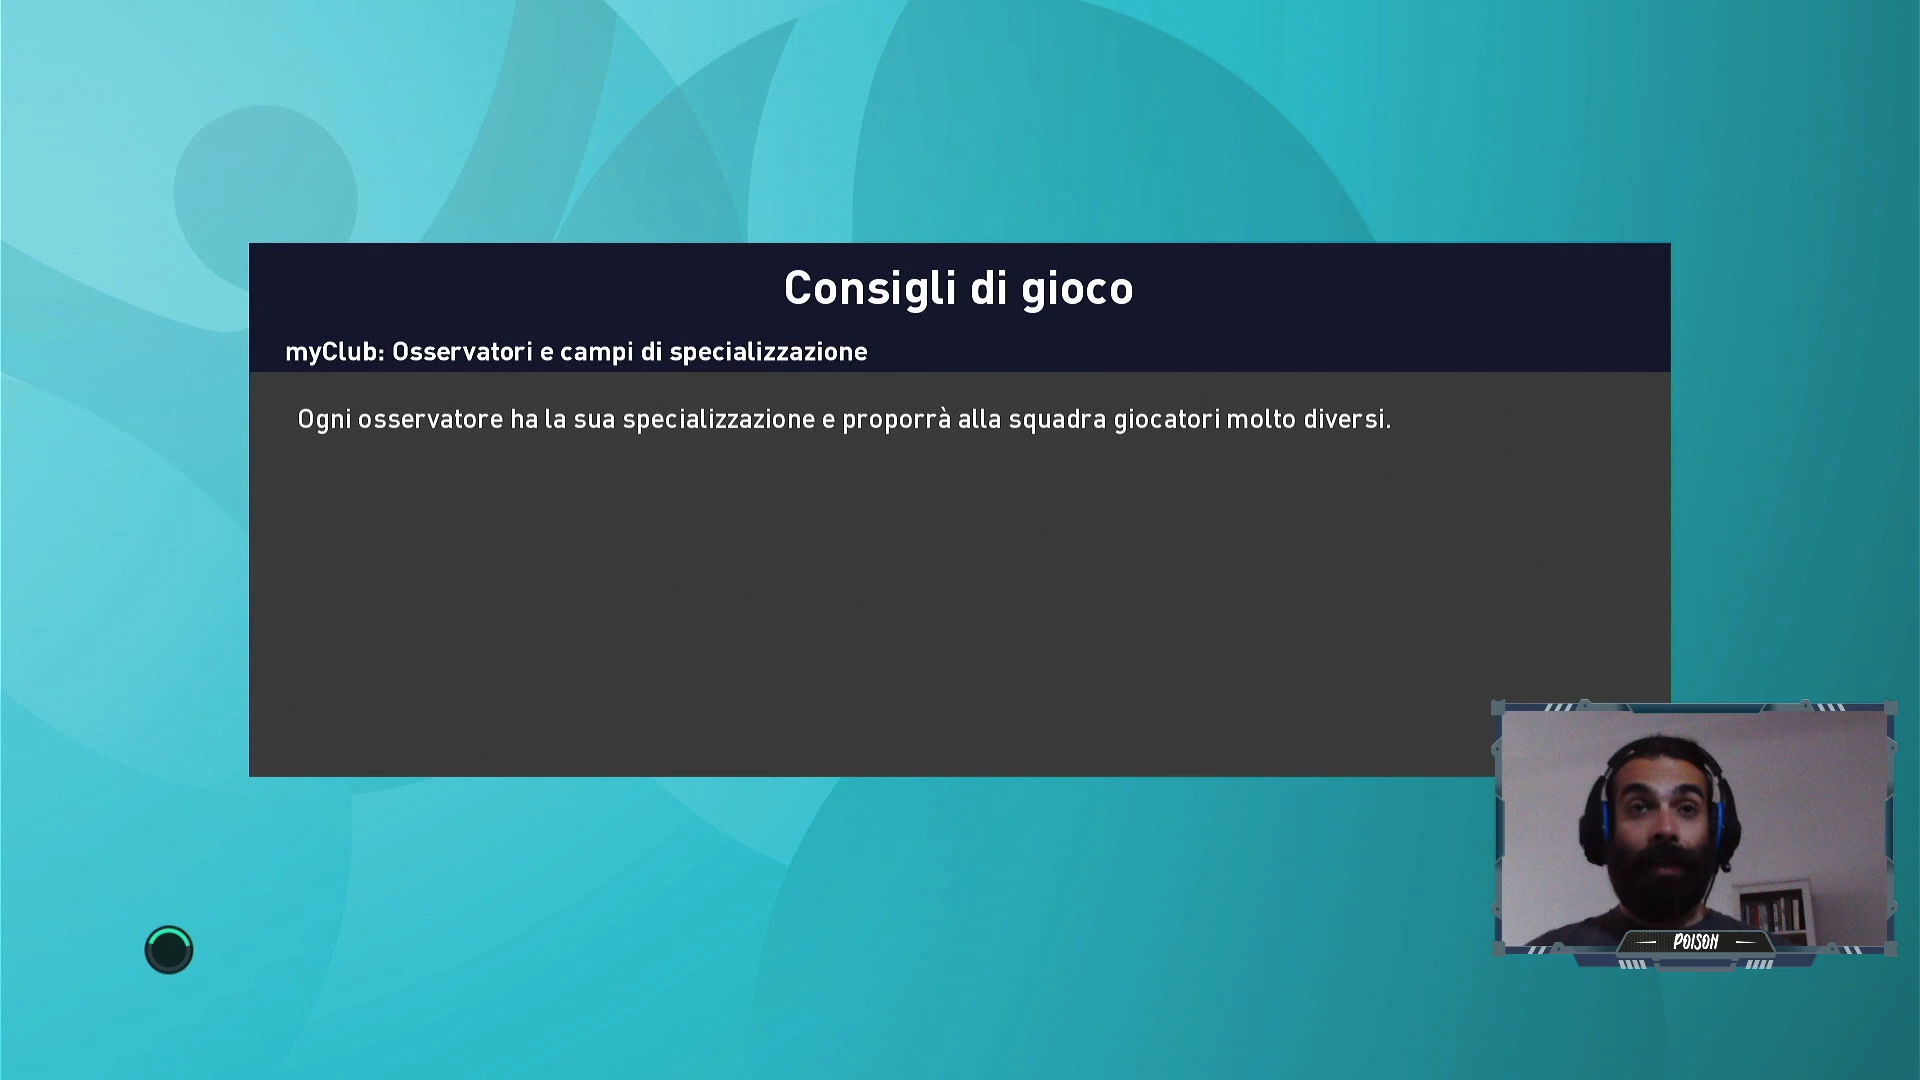 Consigli di gioco
myClub: Osservatori e campi di specializzazione
Ogni osservatore ha la sua specializzazione e proporrà alla squadra giocatori molto diversi.
POISON